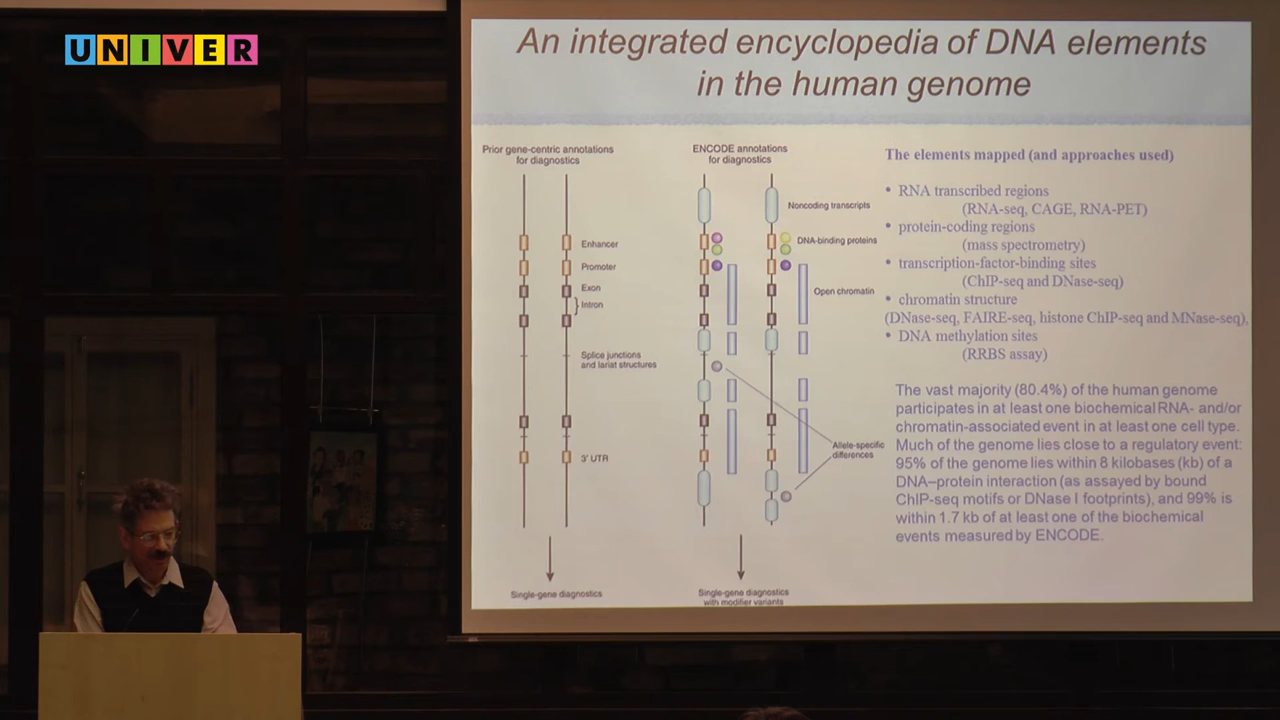 UNIVER
An integrated encyclopedia of DNA elements
in the human genome
Prior gene-centric annotations
for diagnostics
Enhancer
Promoter
Exon
Intron
Splice junctions
and lariat structures
3' UTR
Single-gene diagnostics
ENCODE annotations
for diagnostics
Noncoding transcripts
DNA-binding proteins
Open chromatin
Allele-specific
differences
Single-gene diagnostics
with modifier variants
The elements mapped (and approaches used)
• RNA transcribed regions
(RNA-seq, CAGE, RNA-PET)
• protein-coding regions
(mass spectrometry)
• transcription-factor-binding sites
(ChIP-seq and DNase-seq)
• chromatin structure
(DNase-seq, FAIRE-seq, histone ChIP-seq and MNase-seq),
• DNA methylation sites
(RRBS assay)
The vast majority (80.4%) of the human genome
participates in at least one biochemical RNA- and/or
chromatin-associated event in at least one cell type.
Much of the genome lies close to a regulatory event:
95% of the genome lies within 8 kilobases (kb) of a
DNA–protein interaction (as assayed by bound
ChIP-seq motifs or DNase I footprints), and 99% is
within 1.7 kb of at least one of the biochemical
events measured by ENCODE.